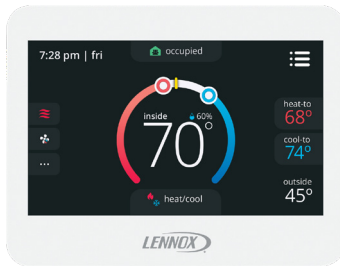 7:28 pm | fri
occupied
heat-to
68°
inside
60%
70°
cool-to
74°
outside
45°
heat/cool
LENNOX